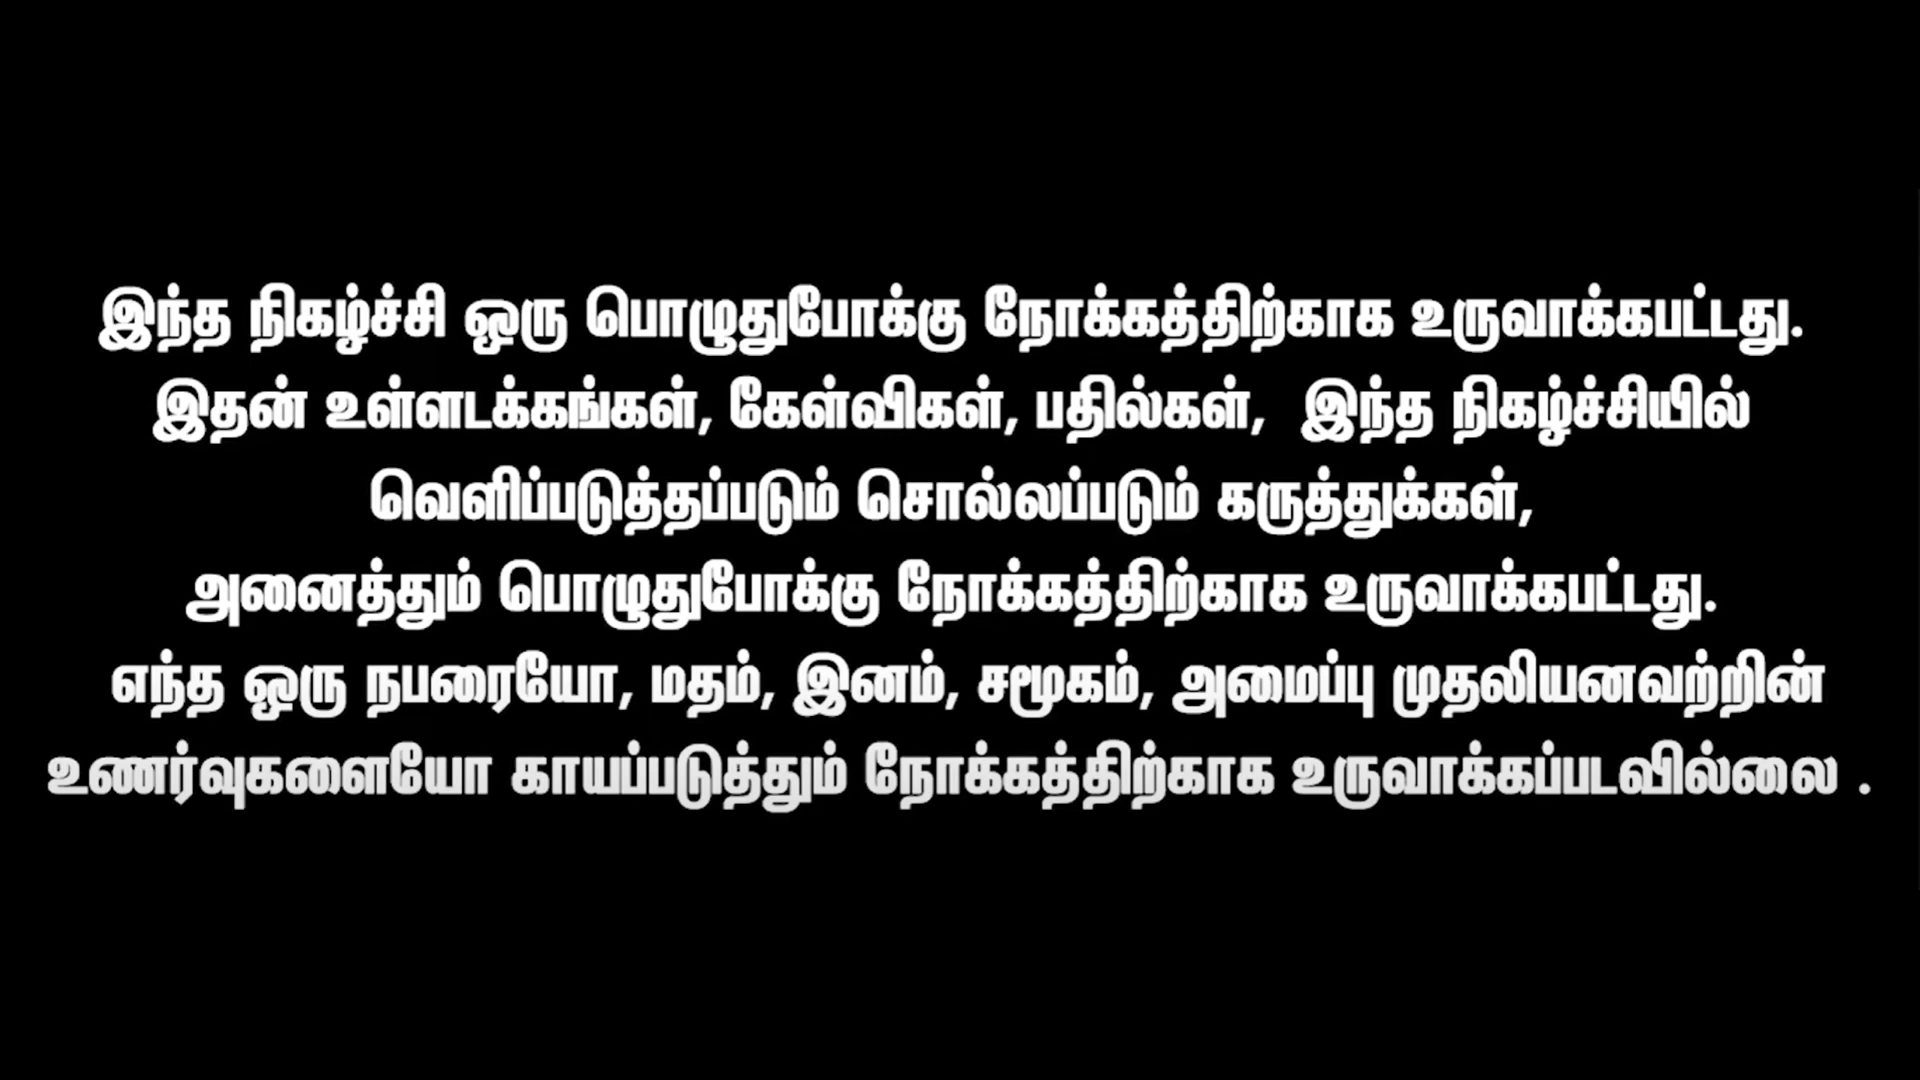 இந்த நிகழ்ச்சி ஒரு பொழுதுபோக்கு நோக்கத்திற்காக உருவாக்கபட்டது.
இதன் உள்ளடக்கங்கள், கேள்விகள், பதில்கள்,  இந்த நிகழ்ச்சியில்
வெளிப்படுத்தப்படும் சொல்லப்படும் கருத்துக்கள்,
அனைத்தும் பொழுதுபோக்கு நோக்கத்திற்காக உருவாக்கபட்டது.
எந்த ஒரு நபரையோ, மதம், இனம், சமூகம், அமைப்பு முதலியனவற்றின்
உணர்வுகளையோ காயப்படுத்தும் நோக்கத்திற்காக உருவாக்கப்படவில்லை .